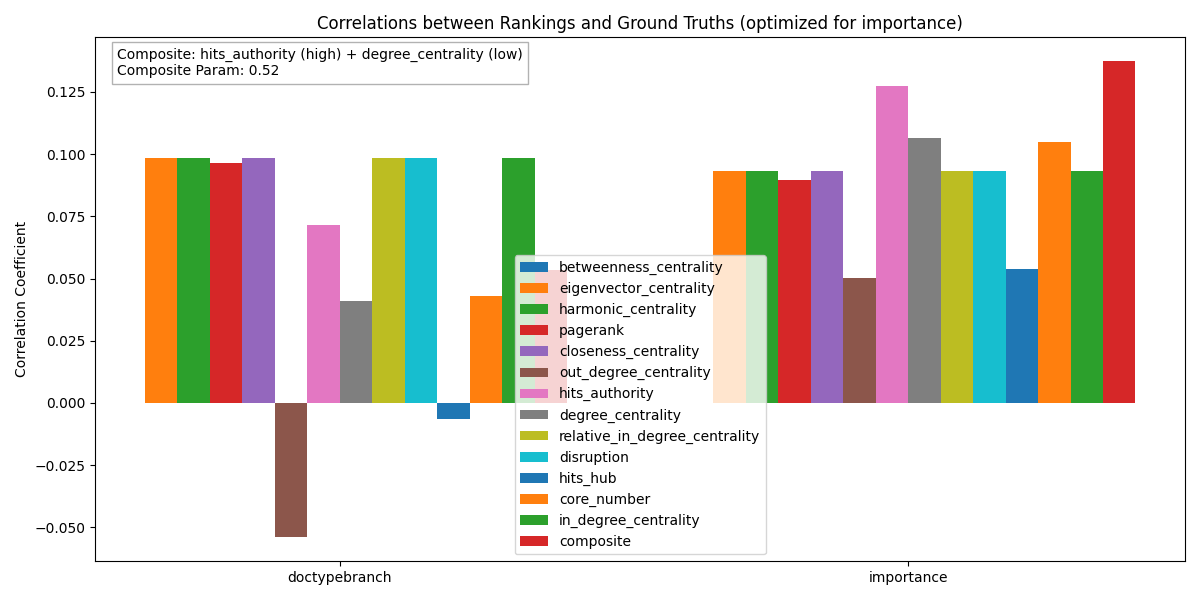 Correlations between Rankings and Ground Truths (optimized for importance)
Composite: hits_authority (high) + degree_centrality (low)
Composite Param: 0.52
Correlation Coefficient
0.125
0.100
0.075
0.050
0.025
0.000
−0.025
−0.050
betweenness_centrality
eigenvector_centrality
harmonic_centrality
pagerank
closeness_centrality
out_degree_centrality
hits_authority
degree_centrality
relative_in_degree_centrality
disruption
hits_hub
core_number
in_degree_centrality
composite
doctypebranch
importance